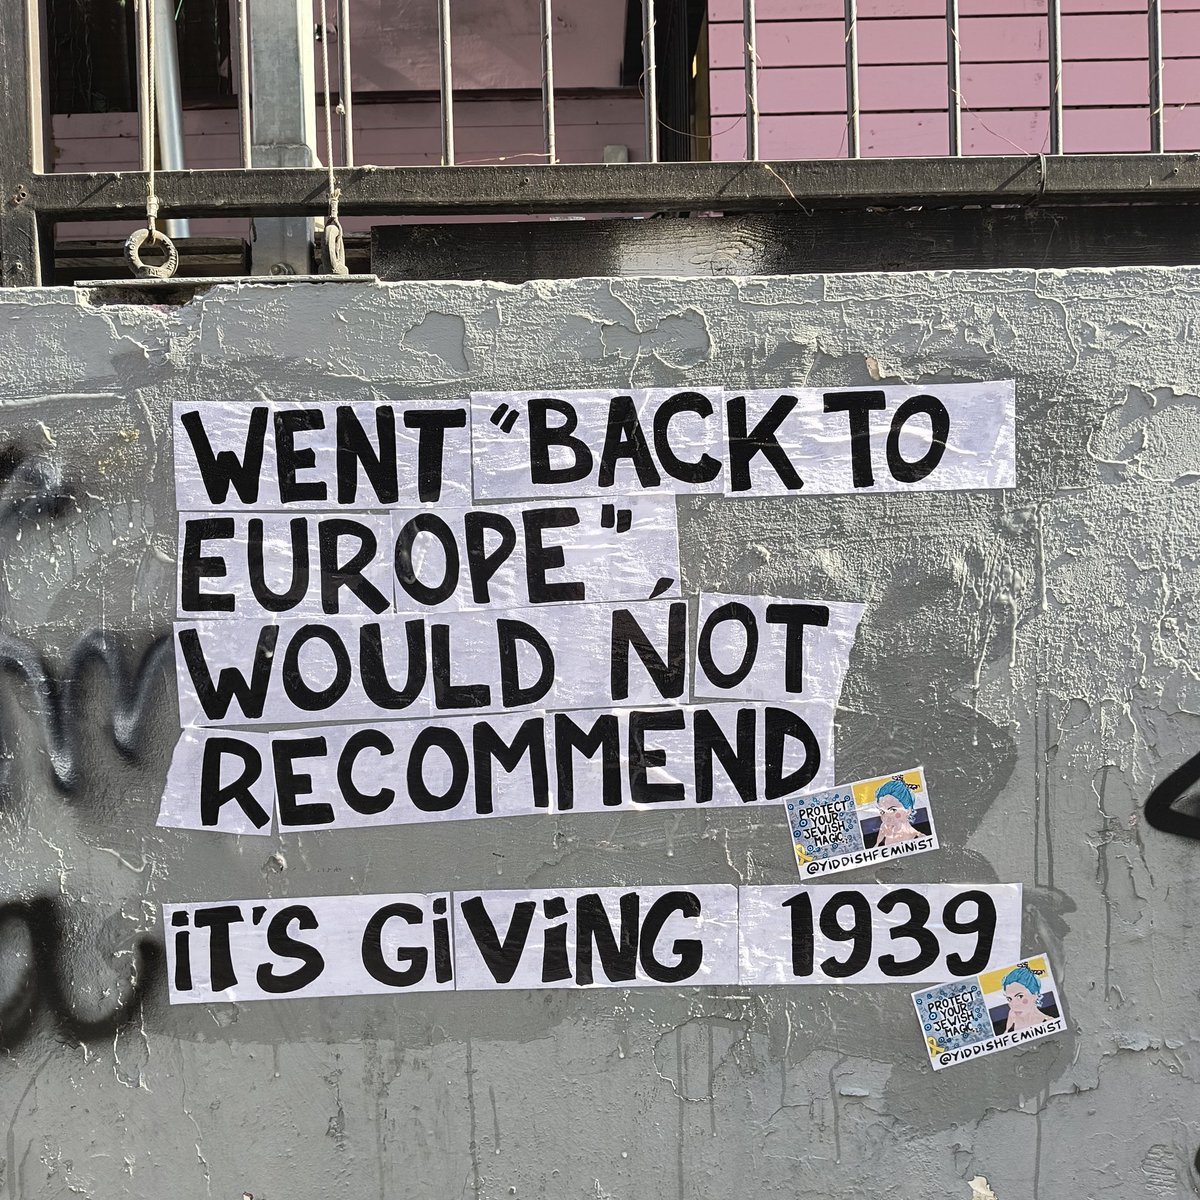 WENT "BACK TO
EUROPE"
WOULD NOT
RECOMMEND
PROTECT
YOUR
JEWISH
MAGIC
@YIDDISHFEMINIST
iT'S GiViNG 1939
PROTECT
YOUR
JEWISH
MAGIC
@YIDDISHFEMINIST